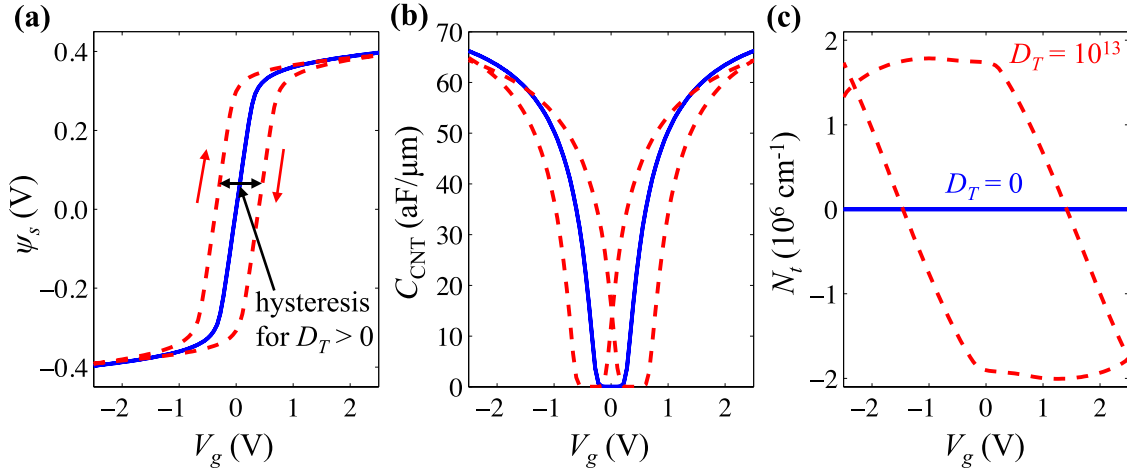 (a)
0.4
0.2
0.0
−0.2
−0.4
ψs (V)
hysteresis
for DT > 0
−2 −1 0 1 2
Vg (V)
(b)
70
60
50
40
30
20
10
0
CCNT (aF/μm)
−2 −1 0 1 2
Vg (V)
(c)
2
1
0
−1
−2
Nt (10⁶ cm⁻¹)
DT = 10¹³
DT = 0
−2 −1 0 1 2
Vg (V)